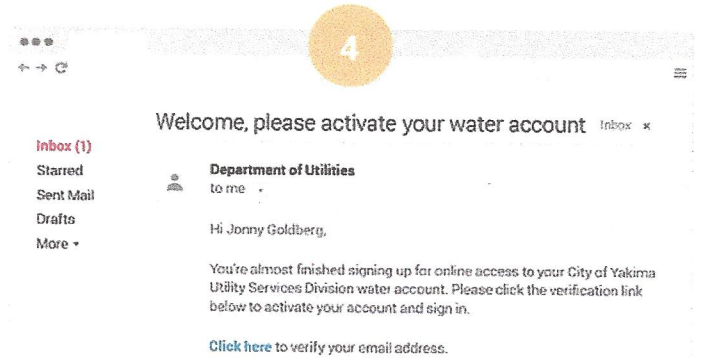 4
Welcome, please activate your water account Inbox x
Inbox (1)
Starred
Sent Mail
Drafts
More
Department of Utilities
to me
Hi Jonny Goldberg,
You're almost finished signing up for online access to your City of Yakima
Utility Services Division water account. Please click the verification link
below to activate your account and sign in.
Click here to verify your email address.